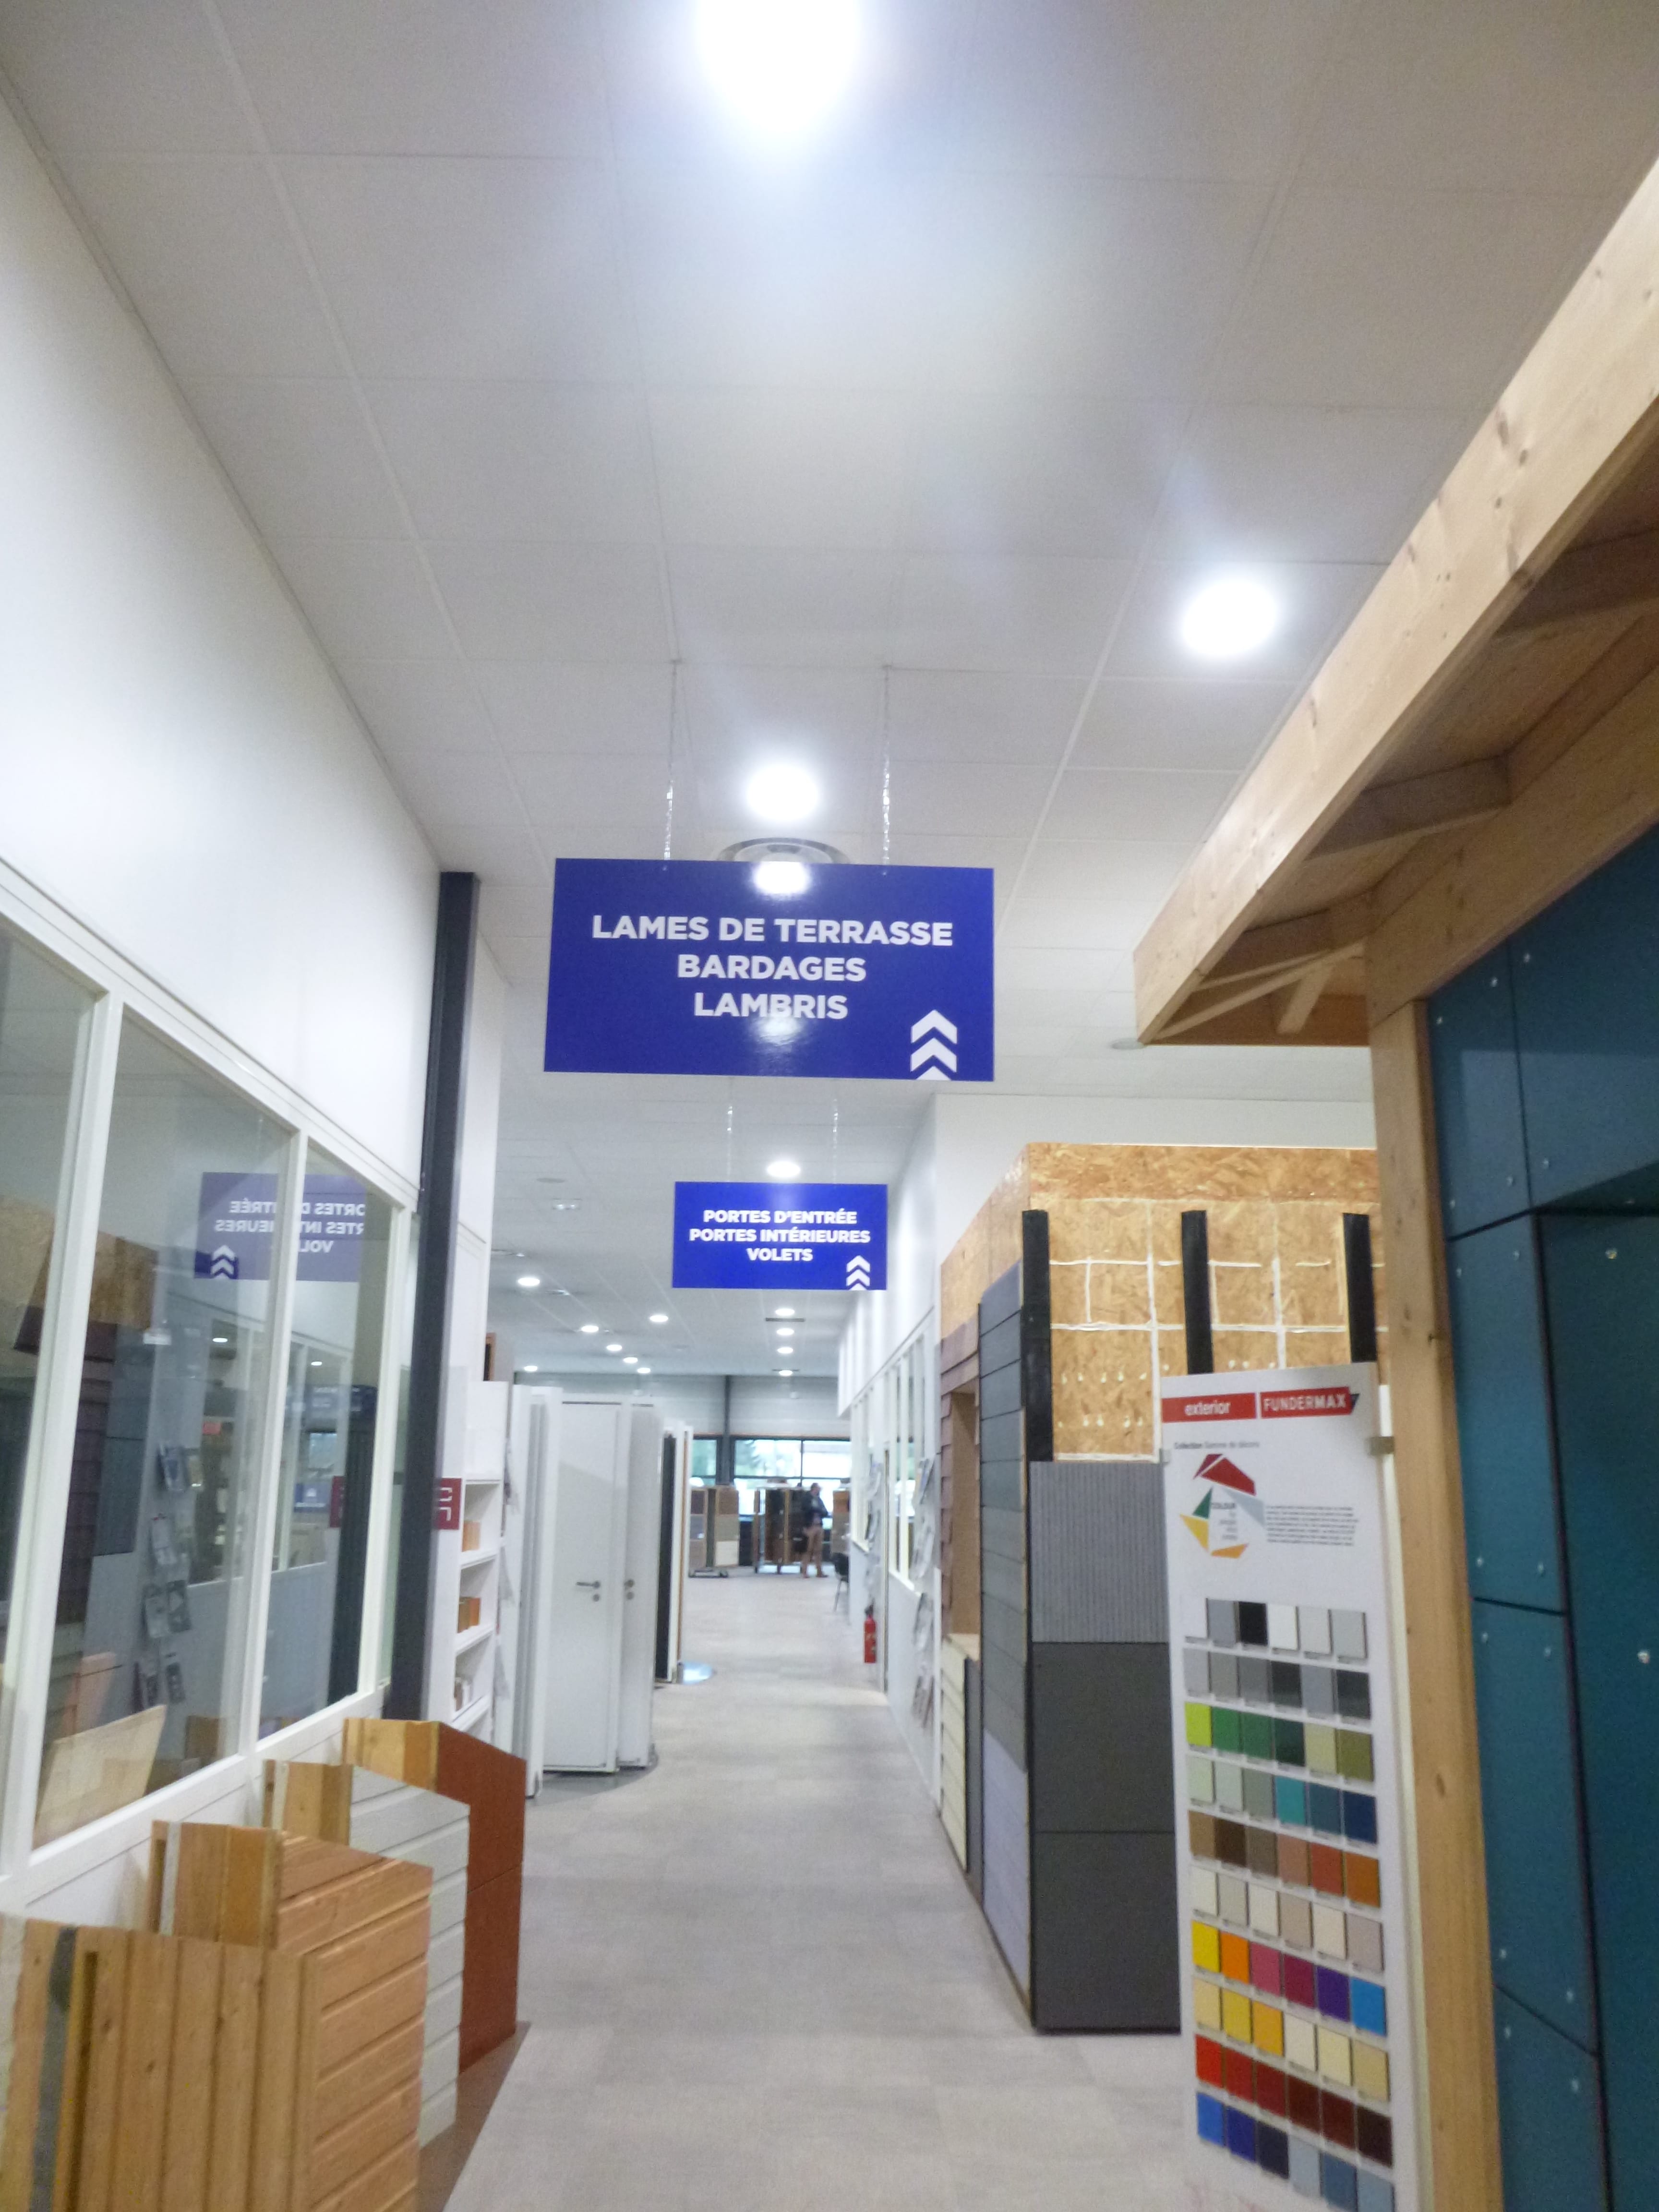 LAMES DE TERRASSE
BARDAGES
LAMBRIS
PORTES D'ENTRÉE
PORTES INTÉRIEURES
VOLETS
exterior FUNDERMAX